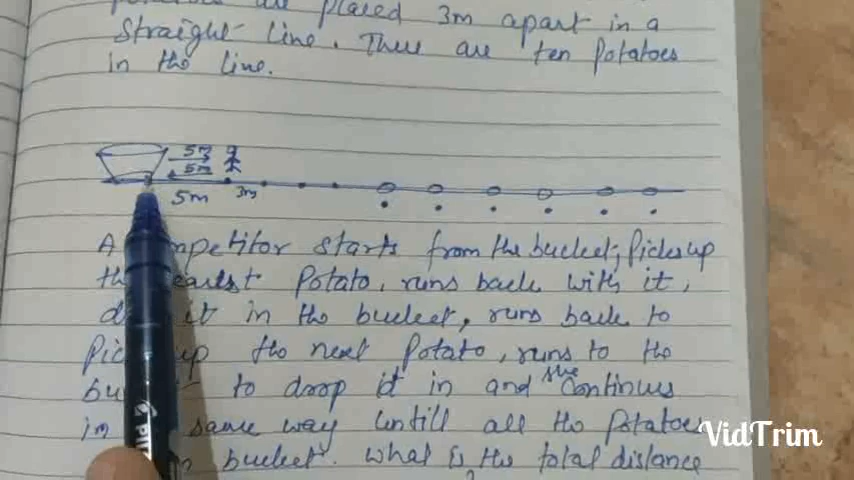 are placed 3m apart in a
Straight line. There are ten Potatoes
in the line.
5m
5m
5m 3m
A competitor starts from the bucket; Picks up
Potato, runs back with it,
it in the bucket, runs back to
Pick up the next Potato, runs to the
to drop it in and she Continues
in same way untill all the Potatoes
bucket. What is the total distance
?
VidTrim